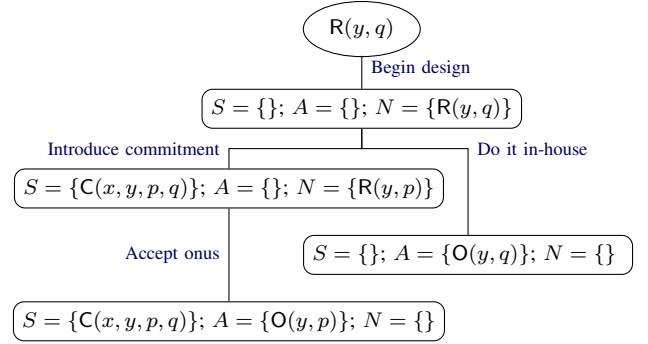 R(y, q)
Begin design
S = {}; A = {}; N = {R(y, q)}
Introduce commitment
Do it in-house
S = {C(x, y, p, q)}; A = {}; N = {R(y, p)}
Accept onus
S = {}; A = {O(y, q)}; N = {}
S = {C(x, y, p, q)}; A = {O(y, p)}; N = {}